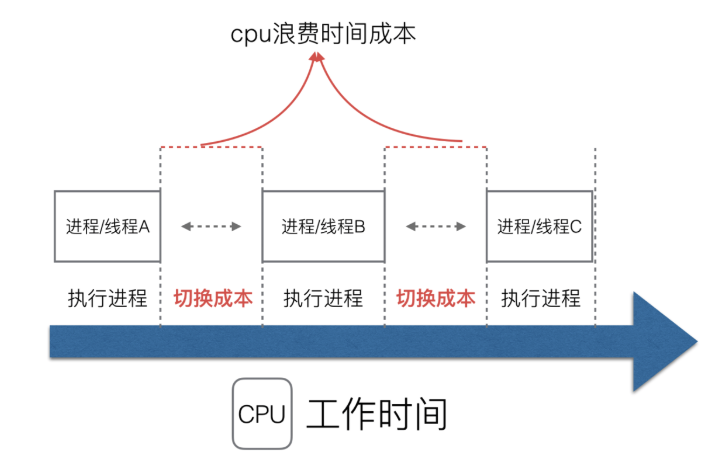 cpu浪费时间成本
进程/线程A
进程/线程B
进程/线程C
执行进程
切换成本
执行进程
切换成本
执行进程
CPU
工作时间